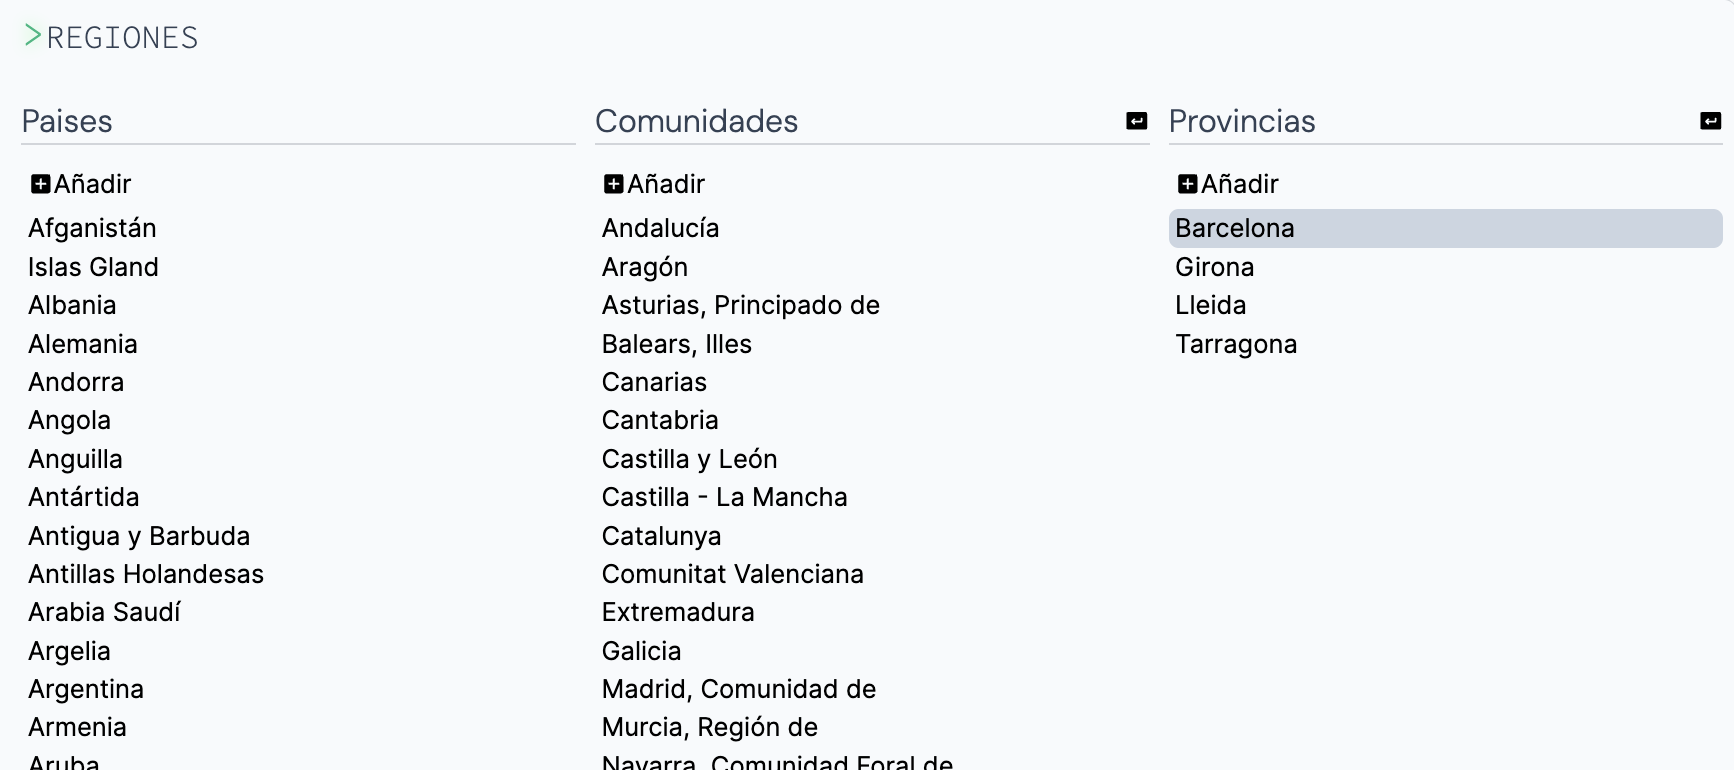 >REGIONES
Paises
Añadir
Afganistán
Islas Gland
Albania
Alemania
Andorra
Angola
Anguilla
Antártida
Antigua y Barbuda
Antillas Holandesas
Arabia Saudí
Argelia
Argentina
Armenia
Aruba
Comunidades
Añadir
Andalucía
Aragón
Asturias, Principado de
Balears, Illes
Canarias
Cantabria
Castilla y León
Castilla - La Mancha
Catalunya
Comunitat Valenciana
Extremadura
Galicia
Madrid, Comunidad de
Murcia, Región de
Navarra, Comunidad Foral de
Provincias
Añadir
Barcelona
Girona
Lleida
Tarragona